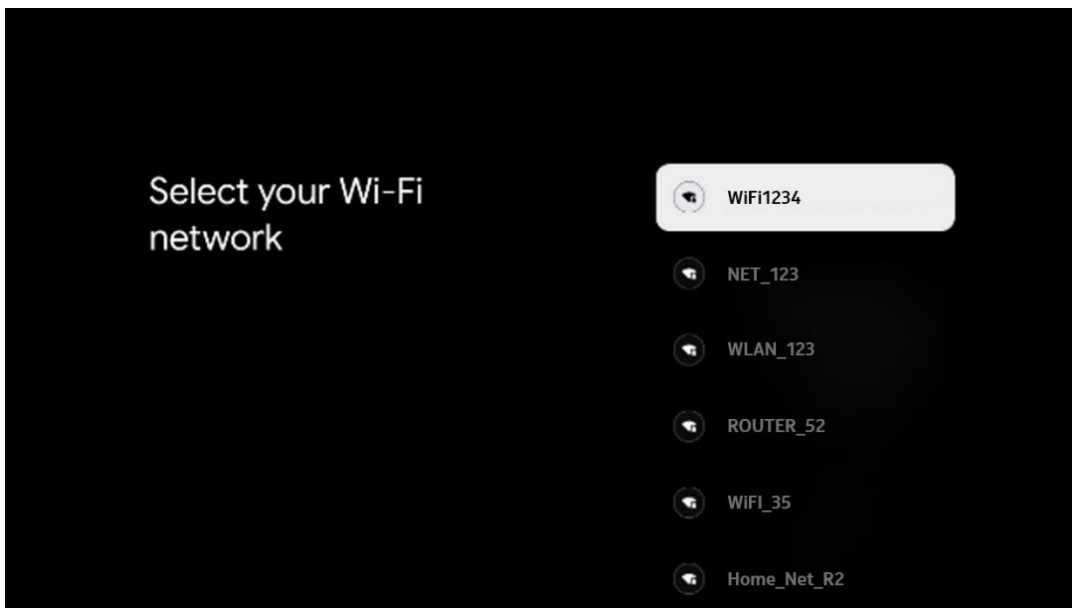 Select your Wi-Fi
network
WiFi1234
NET_123
WLAN_123
ROUTER_52
WiFI_35
Home_Net_R2